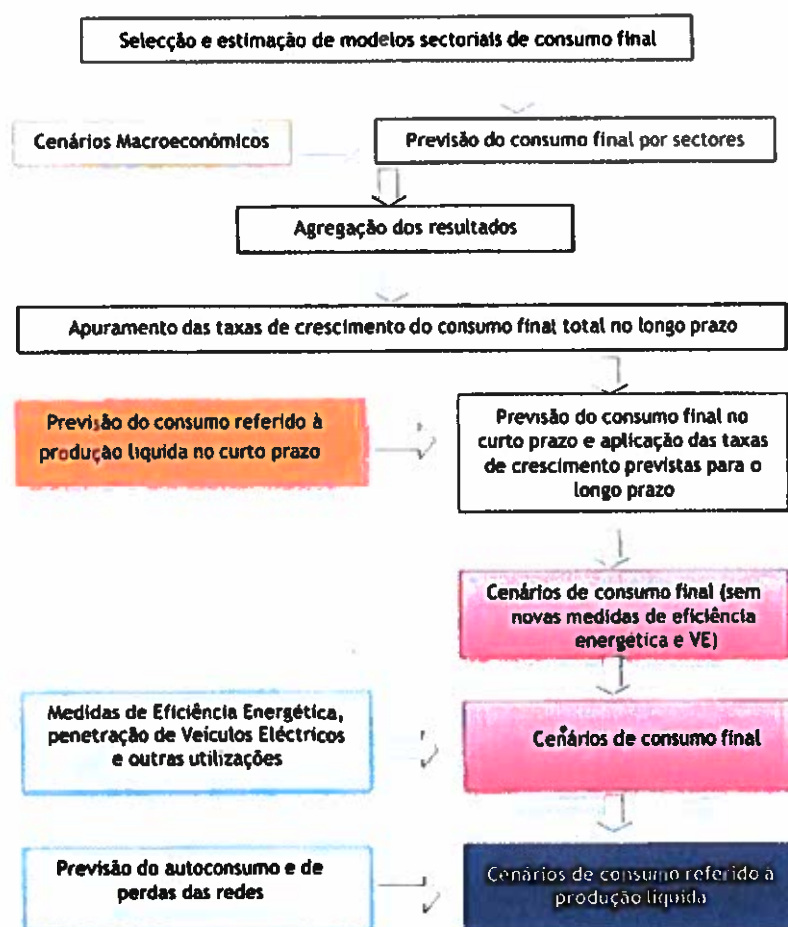 Selecção e estimação de modelos sectoriais de consumo final
Cenários Macroeconómicos
Previsão do consumo final por sectores
Agregação dos resultados
Apuramento das taxas de crescimento do consumo final total no longo prazo
Previsão do consumo referido à
produção líquida no curto prazo
Previsão do consumo final no
curto prazo e aplicação das taxas
de crescimento previstas para o
longo prazo
Cenários de consumo final (sem
novas medidas de eficiência
energética e VE)
Medidas de Eficiência Energética,
penetração de Veículos Eléctricos
e outras utilizações
Cenários de consumo final
Previsão do autoconsumo e de
perdas das redes
Cenários de consumo referido à
produção líquida